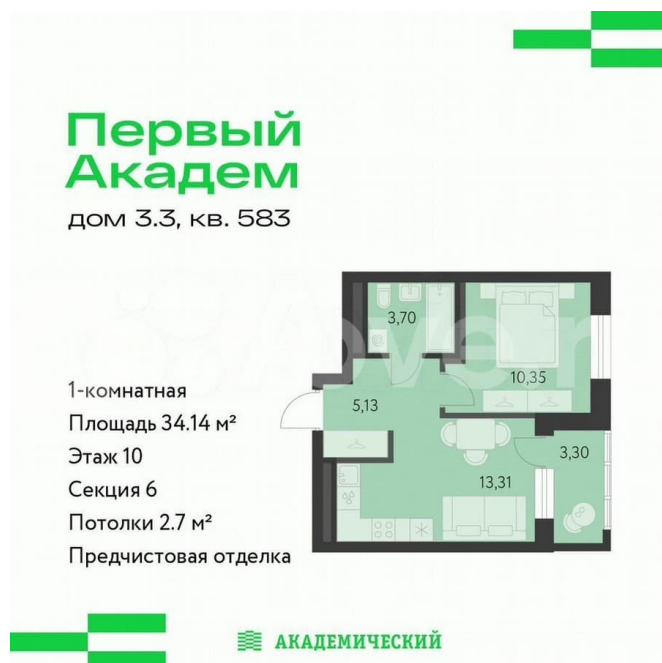 Первый
Академ
дом 3.3, кв. 583
3,70
10,35
1-комнатная
5,13
Площадь 34.14 м²
3,30
Этаж 10
13,31
Секция 6
Потолки 2.7 м²
Предчистовая отделка
АКАДЕМИЧЕСКИЙ